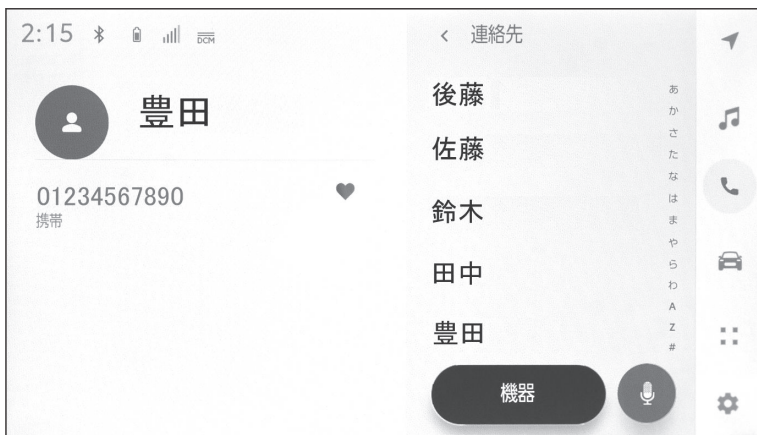 2:15
DCM
豊田
01234567890
携帯
連絡先
後藤
佐藤
鈴木
田中
豊田
あ
か
さ
た
な
は
ま
や
ら
わ
A
Z
#
機器